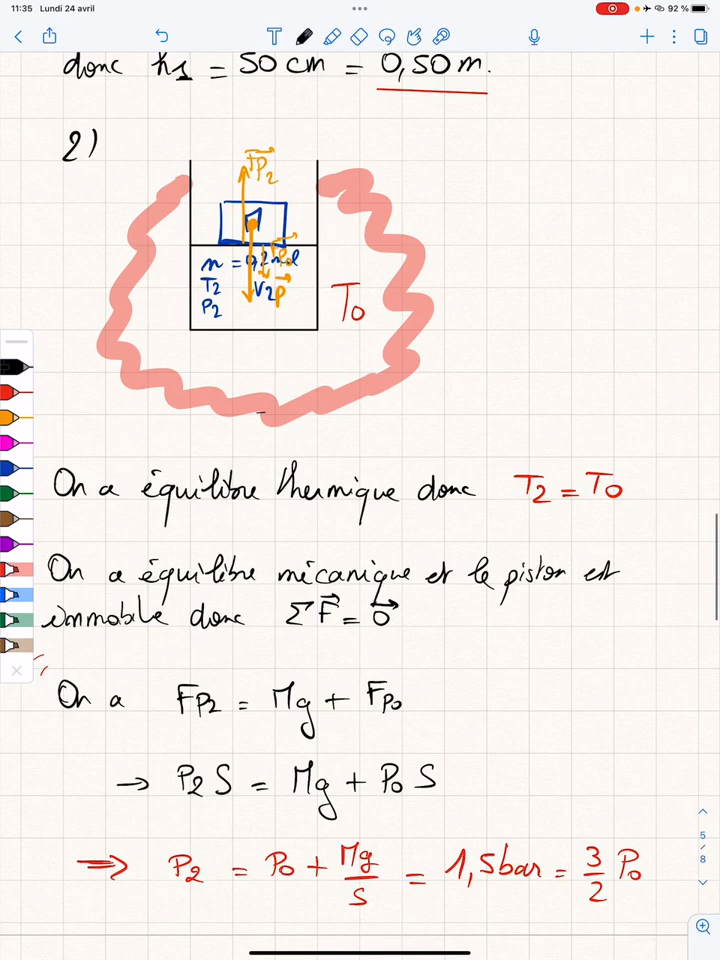 11:35 Lundi 24 avril
92 %
donc h1 = 50 cm = 0,50 m.
2)
FP2
n = 0,2 mol
T2
V2 P
P2
T0
On a équilibre thermique donc T2 = T0
On a équilibre mécanique et le piston est
immobile donc ΣF⃗ = 0⃗
On a FP2 = Mg + FP0
→ P2 S = Mg + P0 S
5
/
8
⇒ P2 = P0 + Mg/S = 1,5 bar = 3/2 P0